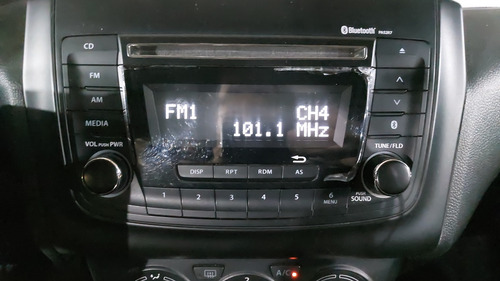 Bluetooth
CD
FM
AM
MEDIA
VOL PUSH PWR
FM1 CH4
101.1 MHz
TUNE/FLD
DISP RPT RDM AS
1 2 3 4 5 6
MENU
PUSH
SOUND
2
A/C